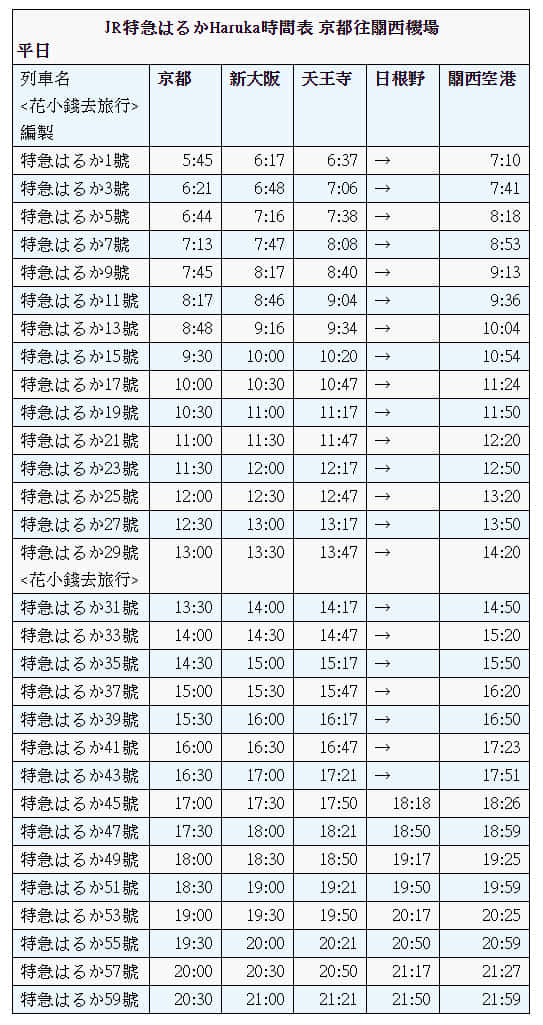 JR特急はるかHaruka時間表 京都往關西機場
平日
列車名 京都 新大阪 天王寺 日根野 關西空港
<花小錢去旅行>
編製
特急はるか1號 5:45 6:17 6:37 → 7:10
特急はるか3號 6:21 6:48 7:06 → 7:41
特急はるか5號 6:44 7:16 7:38 → 8:18
特急はるか7號 7:13 7:47 8:08 → 8:53
特急はるか9號 7:45 8:17 8:40 → 9:13
特急はるか11號 8:17 8:46 9:04 → 9:36
特急はるか13號 8:48 9:16 9:34 → 10:04
特急はるか15號 9:30 10:00 10:20 → 10:54
特急はるか17號 10:00 10:30 10:47 → 11:24
特急はるか19號 10:30 11:00 11:17 → 11:50
特急はるか21號 11:00 11:30 11:47 → 12:20
特急はるか23號 11:30 12:00 12:17 → 12:50
特急はるか25號 12:00 12:30 12:47 → 13:20
特急はるか27號 12:30 13:00 13:17 → 13:50
特急はるか29號 13:00 13:30 13:47 → 14:20
<花小錢去旅行>
特急はるか31號 13:30 14:00 14:17 → 14:50
特急はるか33號 14:00 14:30 14:47 → 15:20
特急はるか35號 14:30 15:00 15:17 → 15:50
特急はるか37號 15:00 15:30 15:47 → 16:20
特急はるか39號 15:30 16:00 16:17 → 16:50
特急はるか41號 16:00 16:30 16:47 → 17:23
特急はるか43號 16:30 17:00 17:21 → 17:51
特急はるか45號 17:00 17:30 17:50 18:18 18:26
特急はるか47號 17:30 18:00 18:21 18:50 18:59
特急はるか49號 18:00 18:30 18:50 19:17 19:25
特急はるか51號 18:30 19:00 19:21 19:50 19:59
特急はるか53號 19:00 19:30 19:50 20:17 20:25
特急はるか55號 19:30 20:00 20:21 20:50 20:59
特急はるか57號 20:00 20:30 20:50 21:17 21:27
特急はるか59號 20:30 21:00 21:21 21:50 21:59